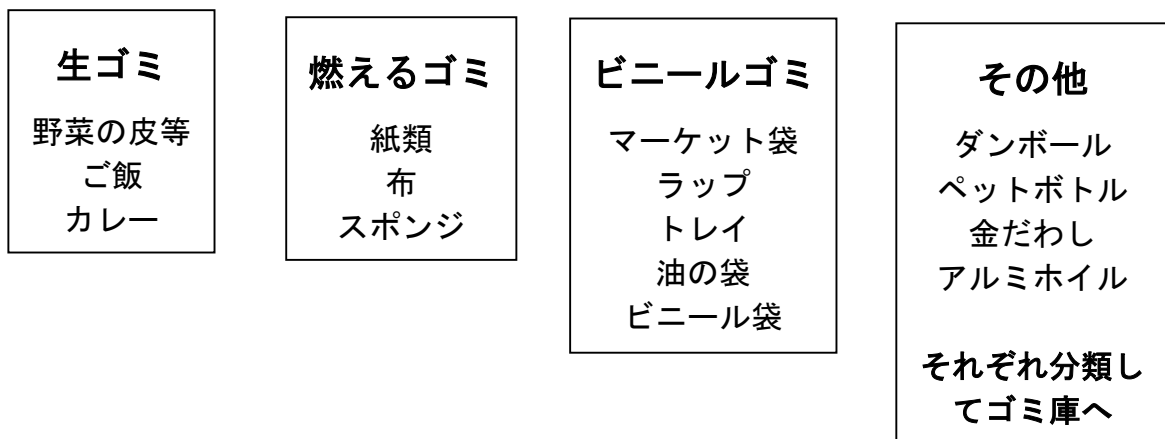 生ゴミ
野菜の皮等
ご飯
カレー
燃えるゴミ
紙類
布
スポンジ
ビニールゴミ
マーケット袋
ラップ
トレイ
油の袋
ビニール袋
その他
ダンボール
ペットボトル
金だわし
アルミホイル
それぞれ分類し
てゴミ庫へ